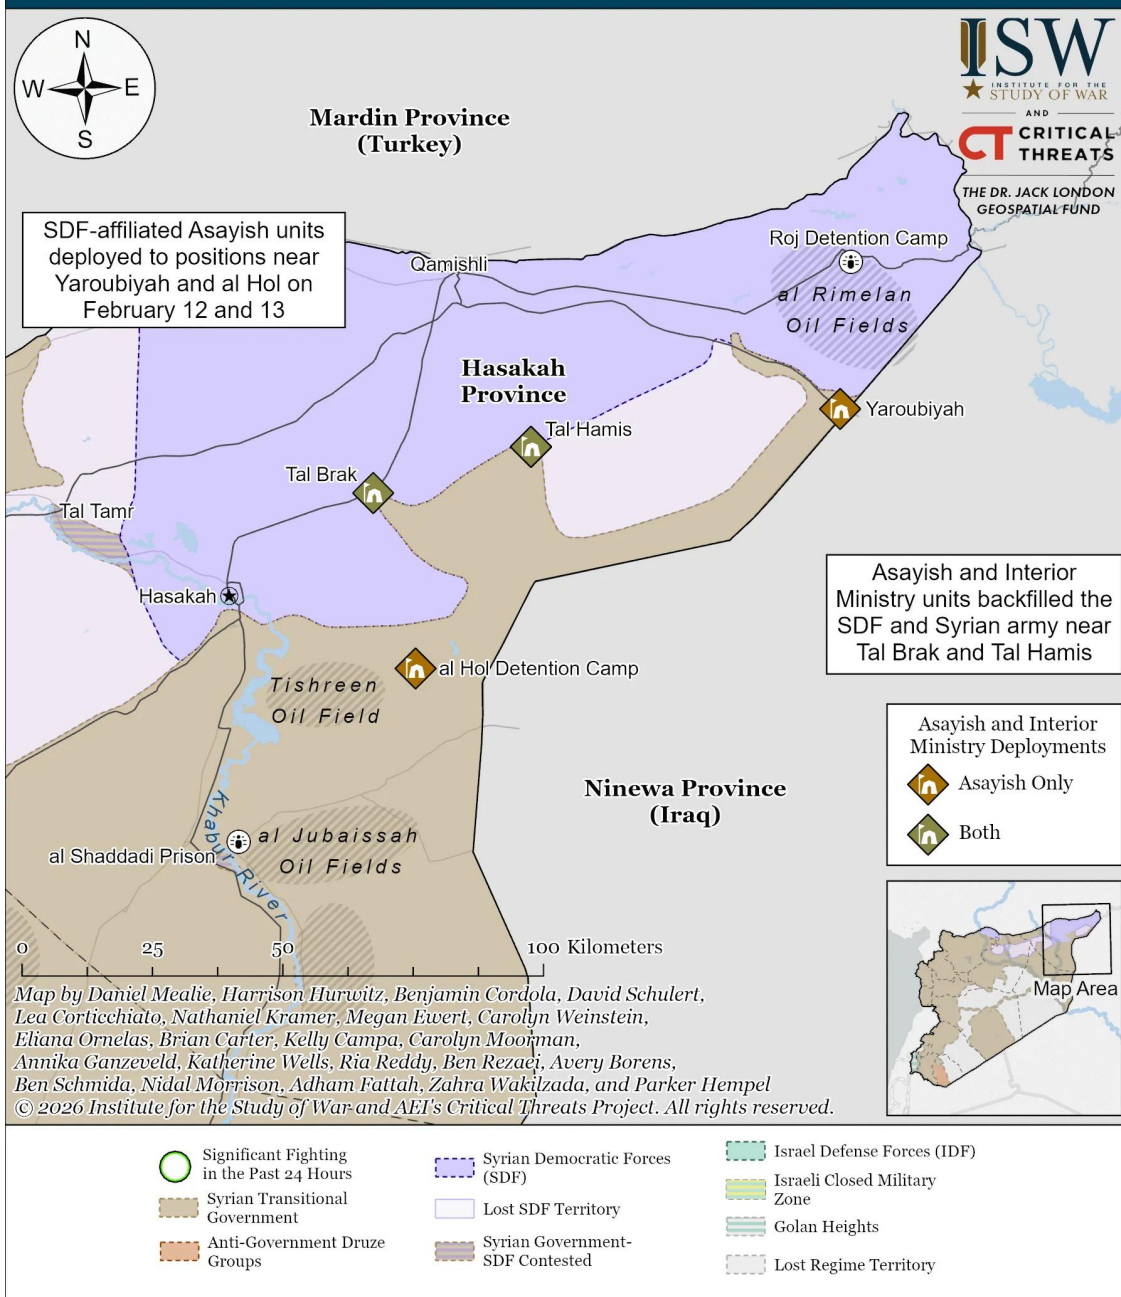 N
W
E
S
ISW
INSTITUTE FOR THE
STUDY OF WAR
AND
CT CRITICAL
THREATS
THE DR. JACK LONDON
GEOSPATIAL FUND
Mardin Province
(Turkey)
SDF-affiliated Asayish units
deployed to positions near
Yaroubiyah and al Hol on
February 12 and 13
Qamishli
Roj Detention Camp
al Rimelan
Oil Fields
Hasakah
Province
Yaroubiyah
Tal Hamis
Tal Brak
Tal Tamr
Hasakah
Asayish and Interior
Ministry units backfilled the
SDF and Syrian army near
Tal Brak and Tal Hamis
al Hol Detention Camp
Tishreen
Oil Field
Asayish and Interior
Ministry Deployments
Asayish Only
Both
Ninewa Province
(Iraq)
Khabur River
al Jubaissah
Oil Fields
al Shaddadi Prison
0 25 50 100 Kilometers
Map Area
Map by Daniel Mealie, Harrison Hurwitz, Benjamin Cordola, David Schulert,
Lea Corticchiato, Nathaniel Kramer, Megan Ewert, Carolyn Weinstein,
Eliana Ornelas, Brian Carter, Kelly Campa, Carolyn Moorman,
Annika Ganzeveld, Katherine Wells, Ria Reddy, Ben Rezaei, Avery Borens,
Ben Schmida, Nidal Morrison, Adham Fattah, Zahra Wakilzada, and Parker Hempel
© 2026 Institute for the Study of War and AEI's Critical Threats Project. All rights reserved.
Significant Fighting
in the Past 24 Hours
Syrian Transitional
Government
Anti-Government Druze
Groups
Syrian Democratic Forces
(SDF)
Lost SDF Territory
Syrian Government-
SDF Contested
Israel Defense Forces (IDF)
Israeli Closed Military
Zone
Golan Heights
Lost Regime Territory